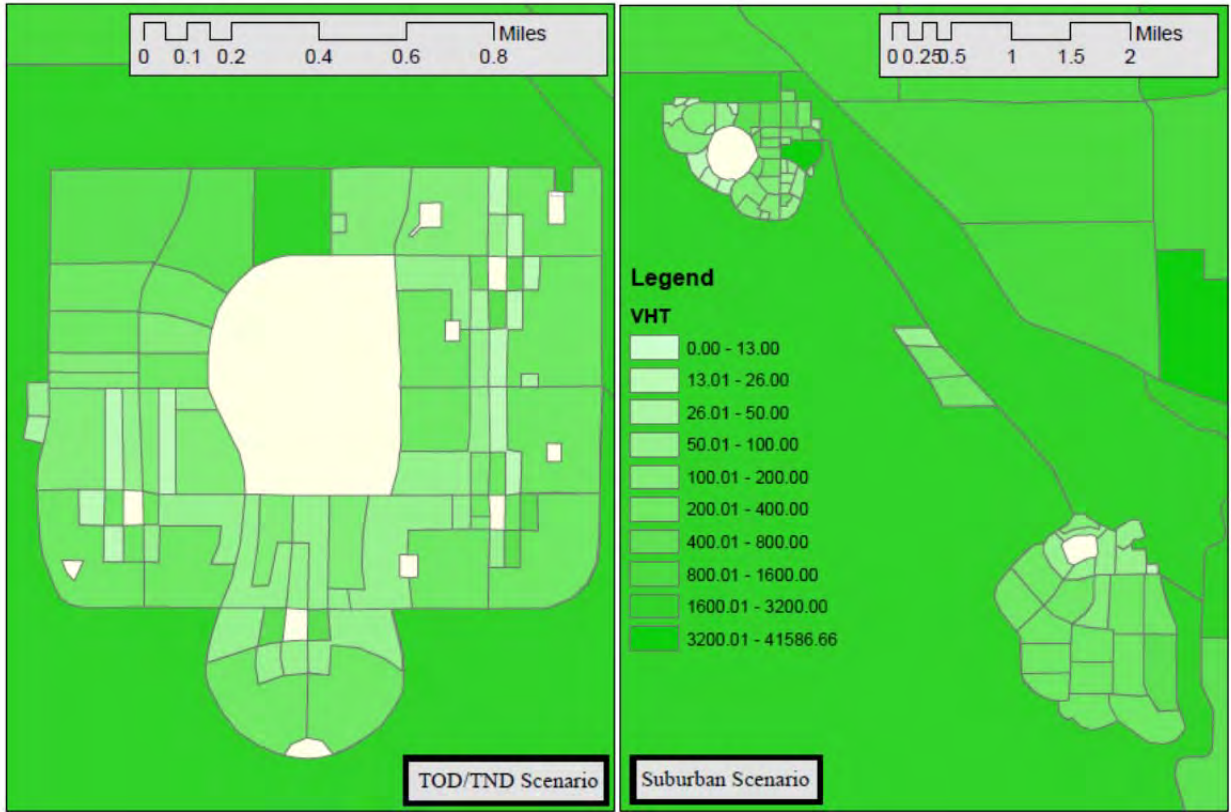 Miles
0 0.1 0.2 0.4 0.6 0.8
Miles
0 0.25 0.5 1 1.5 2
Legend
VHT
0.00 - 13.00
13.01 - 26.00
26.01 - 50.00
50.01 - 100.00
100.01 - 200.00
200.01 - 400.00
400.01 - 800.00
800.01 - 1600.00
1600.01 - 3200.00
3200.01 - 41586.66
TOD/TND Scenario
Suburban Scenario